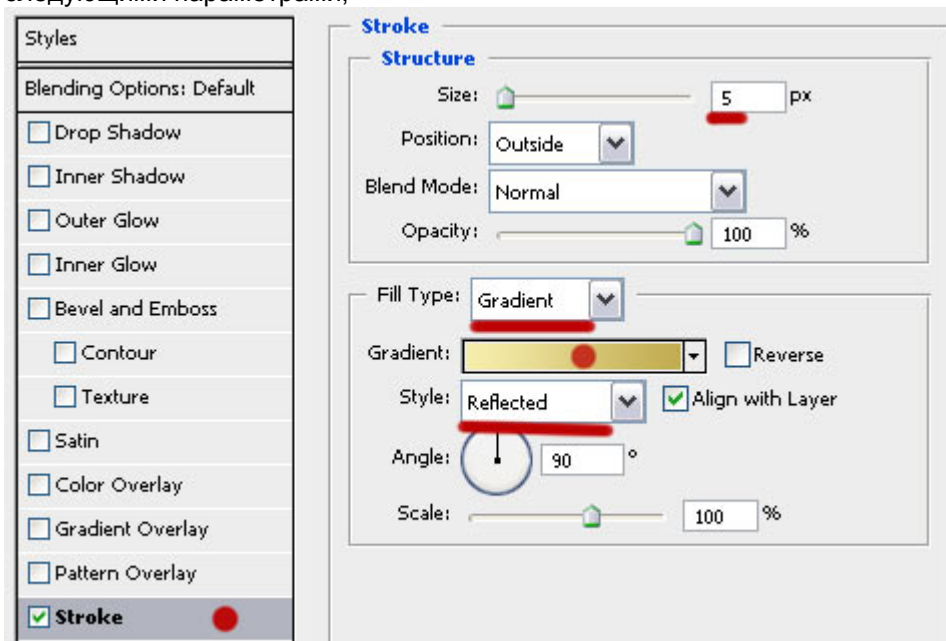 следующими параметрами;
Styles
Blending Options: Default
Drop Shadow
Inner Shadow
Outer Glow
Inner Glow
Bevel and Emboss
Contour
Texture
Satin
Color Overlay
Gradient Overlay
Pattern Overlay
Stroke
Stroke
Structure
Size: 5 px
Position: Outside
Blend Mode: Normal
Opacity: 100 %
Fill Type: Gradient
Gradient: Reverse
Style: Reflected Align with Layer
Angle: 90 °
Scale: 100 %